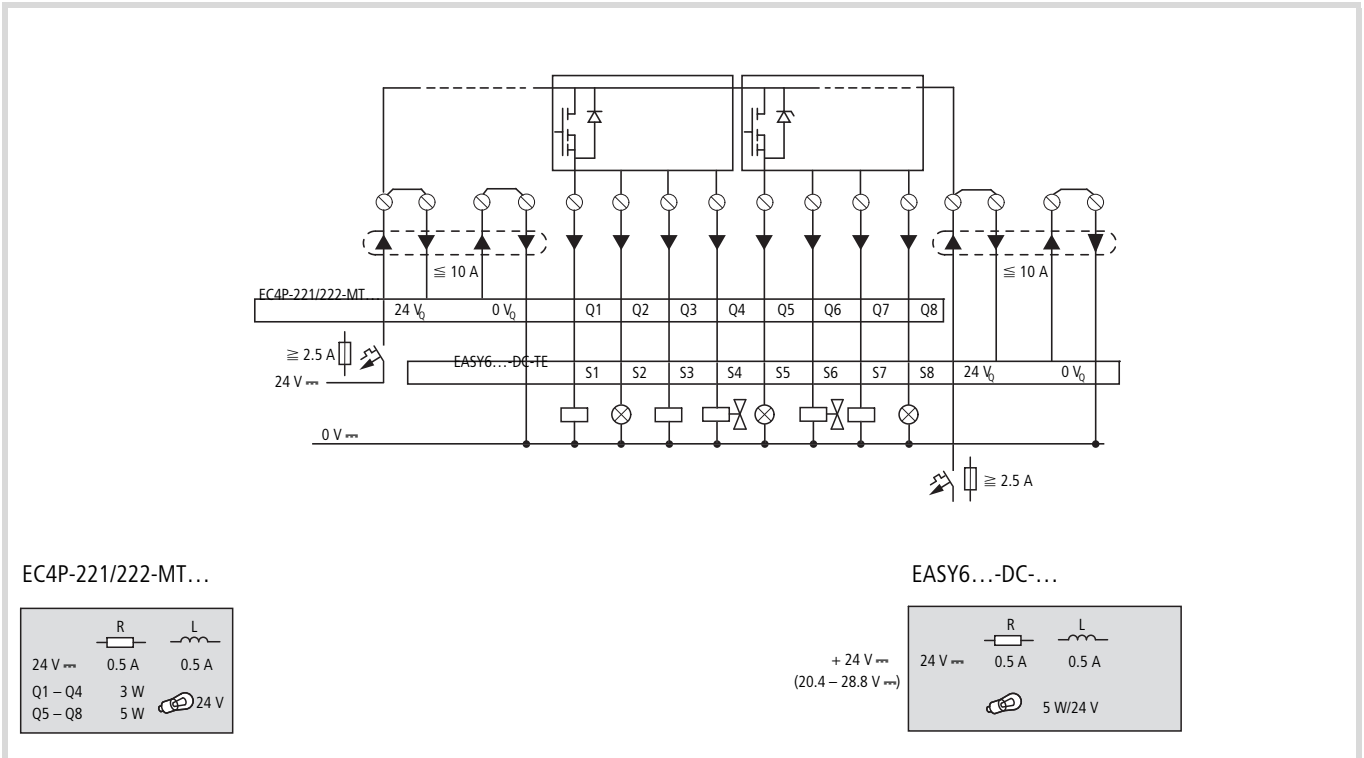 ≦ 10 A
≦ 10 A
EC4P-221/222-MT…
24 VQ 0 VQ Q1 Q2 Q3 Q4 Q5 Q6 Q7 Q8
≧ 2.5 A
EASY6…-DC-TE
S1 S2 S3 S4 S5 S6 S7 S8 24 VQ 0 VQ
24 V ⎓
0 V ⎓
≧ 2.5 A
EC4P-221/222-MT…
R L
24 V ⎓ 0.5 A 0.5 A
Q1 – Q4 3 W
24 V
Q5 – Q8 5 W
EASY6…-DC-…
R L
+ 24 V ⎓
24 V ⎓ 0.5 A 0.5 A
(20.4 – 28.8 V ⎓)
5 W/24 V